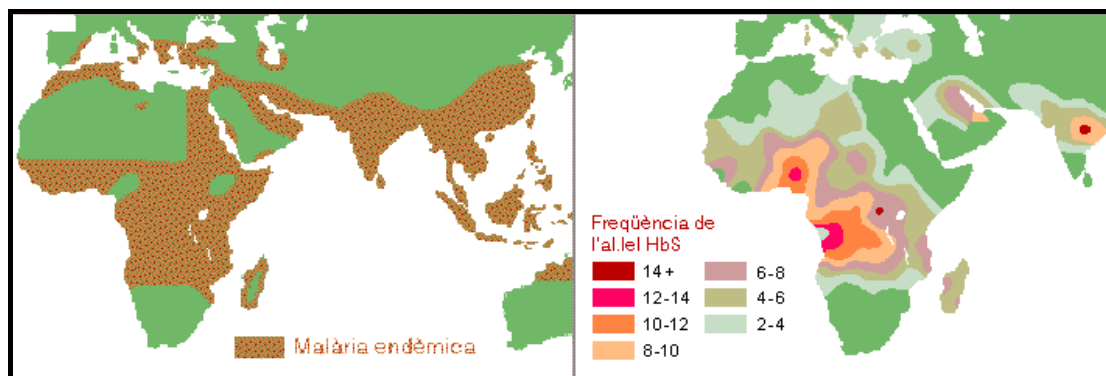 Malària endèmica
Freqüència de
l'al.lel HbS
14+
12-14
10-12
8-10
6-8
4-6
2-4